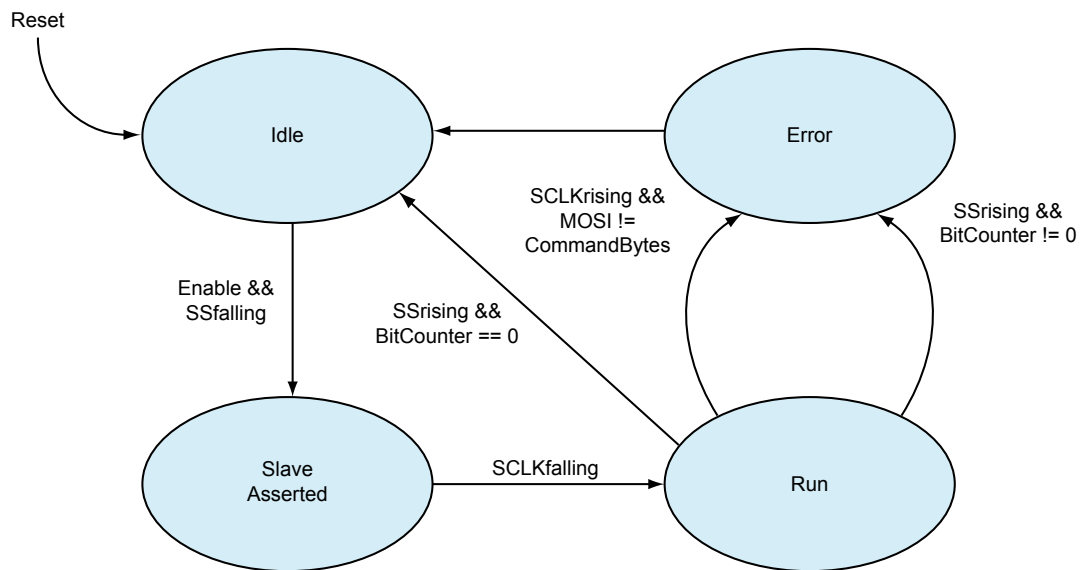 Reset
Idle
Error
SCLKrising &&
MOSI !=
CommandBytes
SSrising &&
BitCounter != 0
Enable &&
SSfalling
SSrising &&
BitCounter == 0
Slave
Asserted
SCLKfalling
Run